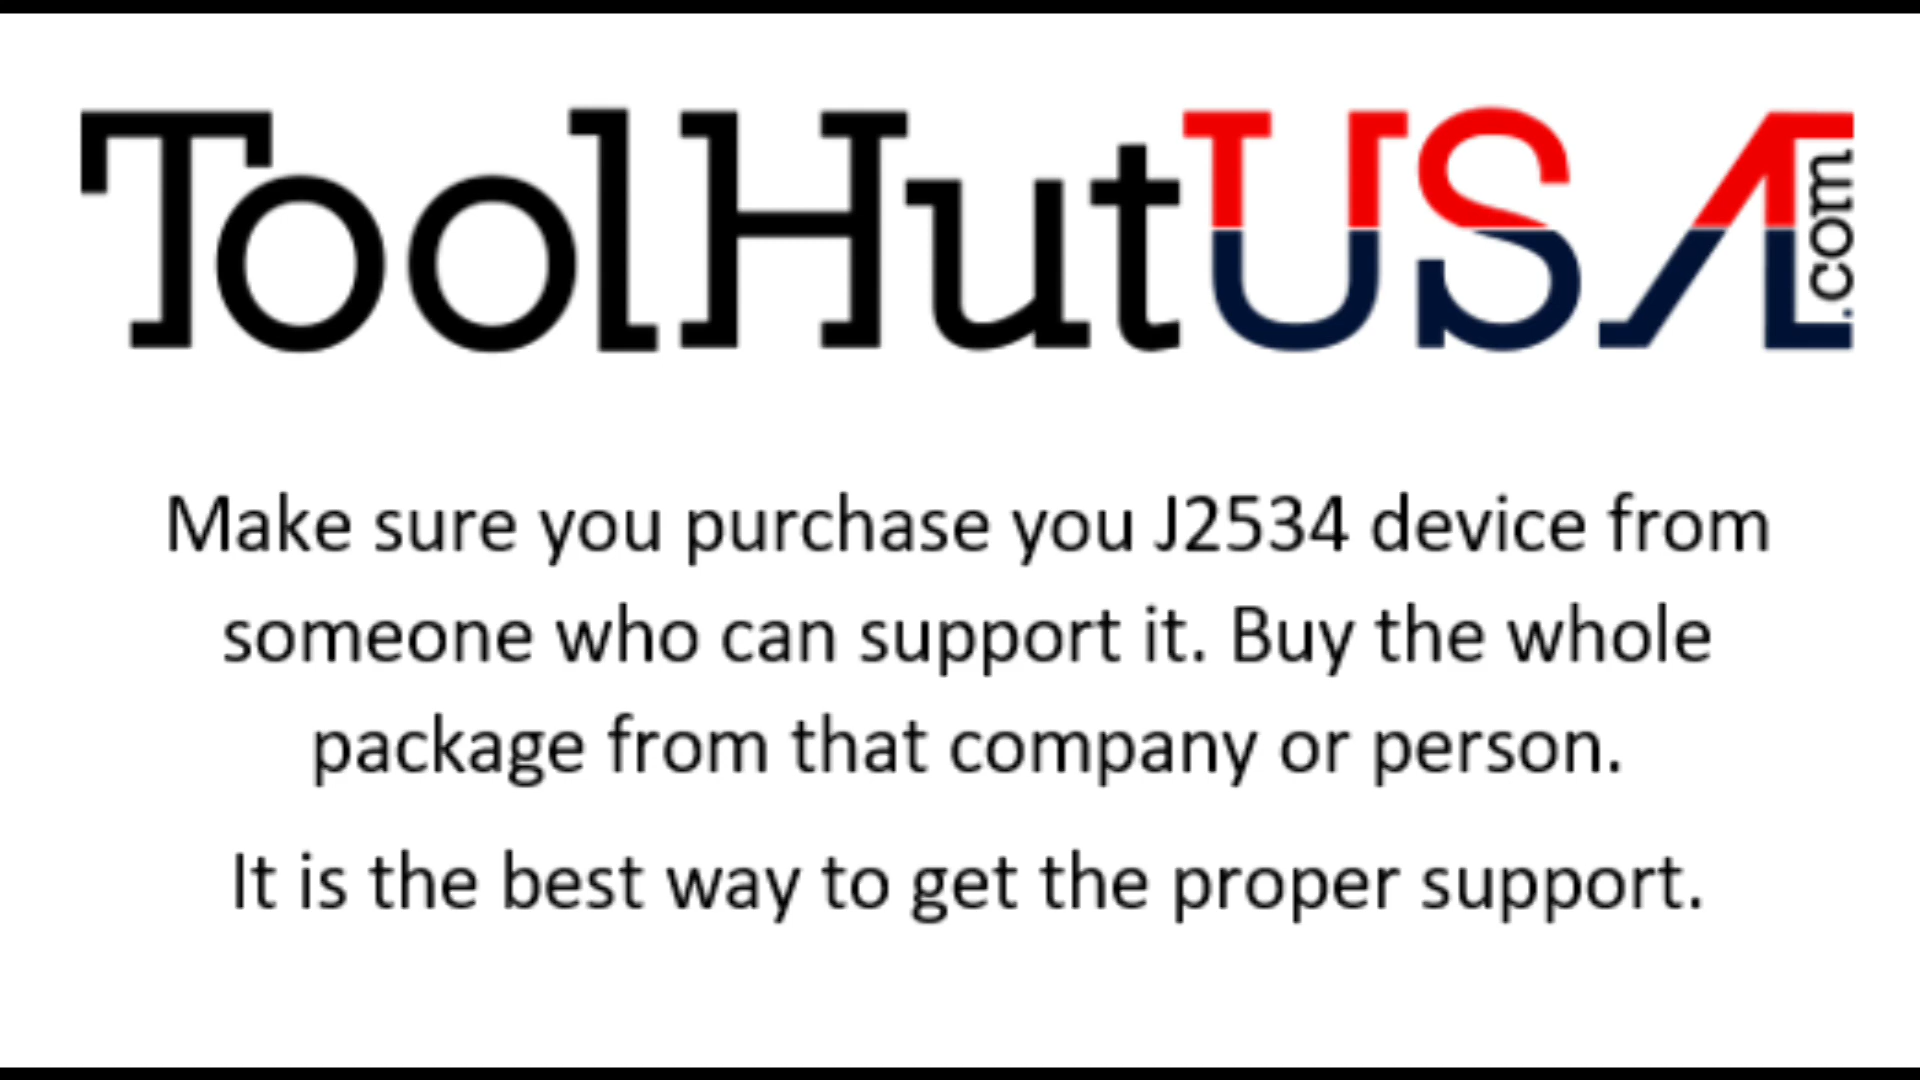 ToolHutUSA.com
Make sure you purchase you J2534 device from
someone who can support it. Buy the whole
package from that company or person.
It is the best way to get the proper support.